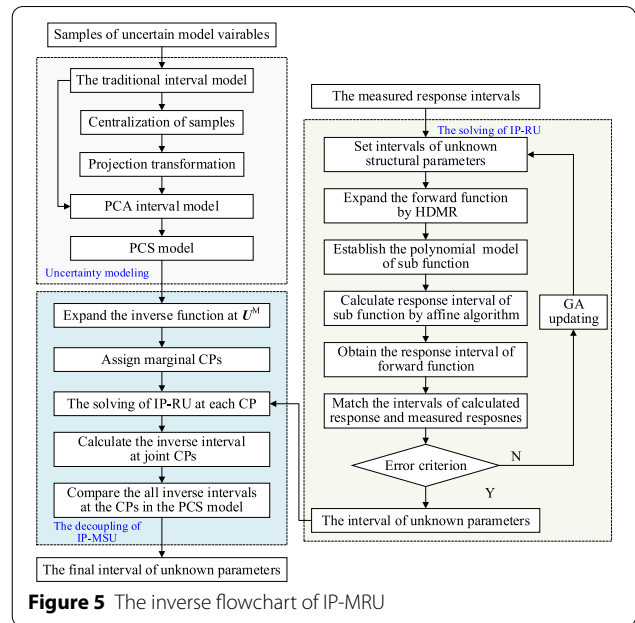 Samples of uncertain model vairables
The traditional interval model
Centralization of samples
Projection transformation
PCA interval model
PCS model
Uncertainty modeling
Expand the inverse function at U^M
Assign marginal CPs
The solving of IP-RU at each CP
Calculate the inverse interval
at joint CPs
Compare the all inverse intervals
at the CPs in the PCS model
The decoupling of
IP-MSU
The final interval of unknown parameters
The measured response intervals
The solving of IP-RU
Set intervals of unknown
structural parameters
Expand the forward function
by HDMR
Establish the polynomial model
of sub function
Calculate response interval of
sub function by affine algorithm
GA
updating
Obtain the response interval of
forward function
Match the intervals of calculated
response and measured resposnes
Error criterion
N
Y
The interval of unknown parameters
Figure 5 The inverse flowchart of IP-MRU